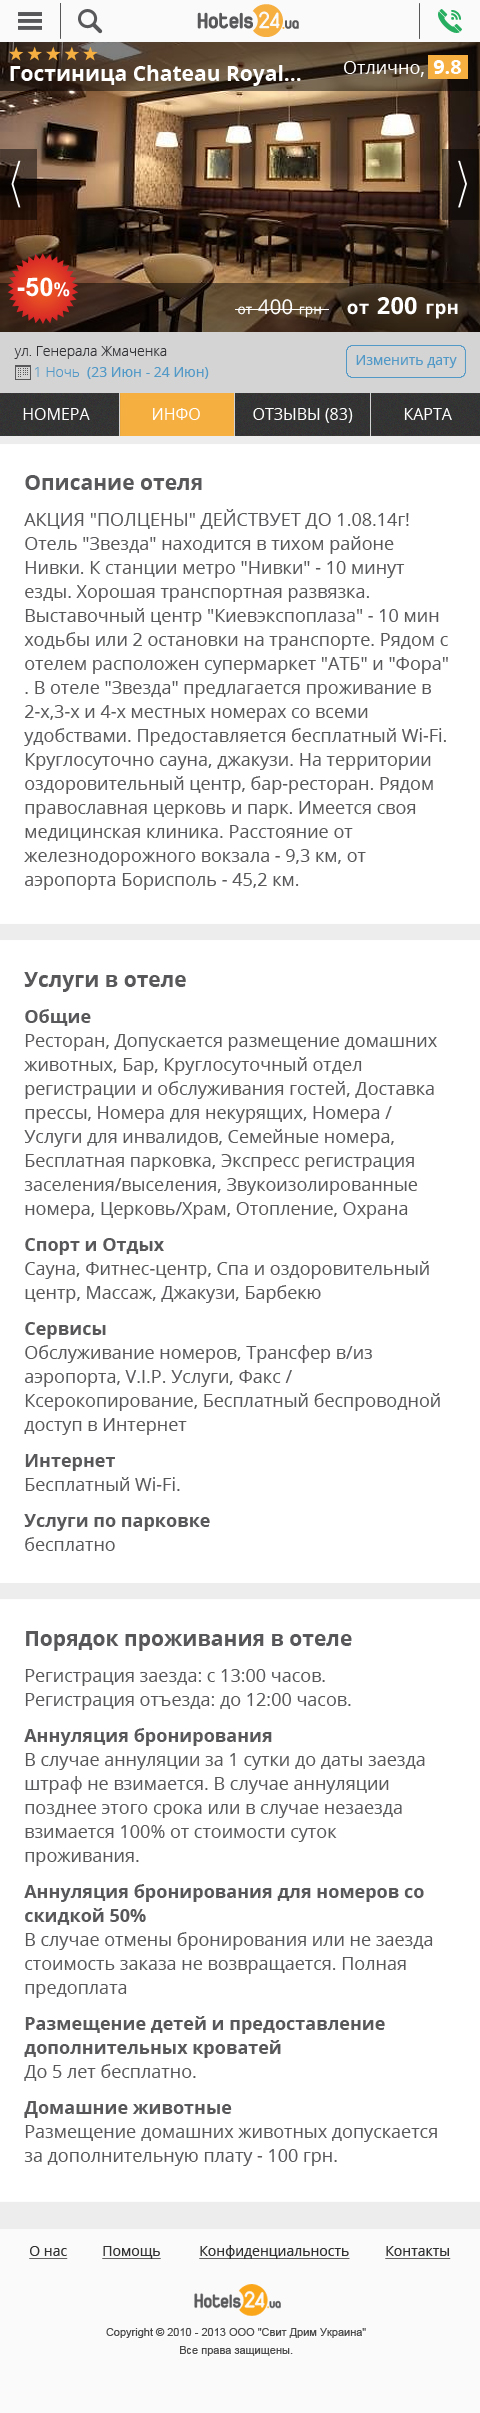 Hotels24.ua
Гостиница Chateau Royal...
Отлично, 9.8
-50%
от 400 грн от 200 грн
ул. Генерала Жмаченка
1 Ночь (23 Июн - 24 Июн)
Изменить дату
НОМЕРА ИНФО ОТЗЫВЫ (83) КАРТА
Описание отеля
АКЦИЯ "ПОЛЦЕНЫ" ДЕЙСТВУЕТ ДО 1.08.14г!
Отель "Звезда" находится в тихом районе
Нивки. К станции метро "Нивки" - 10 минут
езды. Хорошая транспортная развязка.
Выставочный центр "Киевэкспоплаза" - 10 мин
ходьбы или 2 остановки на транспорте. Рядом с
отелем расположен супермаркет "АТБ" и "Фора"
. В отеле "Звезда" предлагается проживание в
2-х,3-х и 4-х местных номерах со всеми
удобствами. Предоставляется бесплатный Wi-Fi.
Круглосуточно сауна, джакузи. На территории
оздоровительный центр, бар-ресторан. Рядом
православная церковь и парк. Имеется своя
медицинская клиника. Расстояние от
железнодорожного вокзала - 9,3 км, от
аэропорта Борисполь - 45,2 км.
Услуги в отеле
Общие
Ресторан, Допускается размещение домашних
животных, Бар, Круглосуточный отдел
регистрации и обслуживания гостей, Доставка
прессы, Номера для некурящих, Номера /
Услуги для инвалидов, Семейные номера,
Бесплатная парковка, Экспресс регистрация
заселения/выселения, Звукоизолированные
номера, Церковь/Храм, Отопление, Охрана
Спорт и Отдых
Сауна, Фитнес-центр, Спа и оздоровительный
центр, Массаж, Джакузи, Барбекю
Сервисы
Обслуживание номеров, Трансфер в/из
аэропорта, V.I.P. Услуги, Факс /
Ксерокопирование, Бесплатный беспроводной
доступ в Интернет
Интернет
Бесплатный Wi-Fi.
Услуги по парковке
бесплатно
Порядок проживания в отеле
Регистрация заезда: с 13:00 часов.
Регистрация отъезда: до 12:00 часов.
Аннуляция бронирования
В случае аннуляции за 1 сутки до даты заезда
штраф не взимается. В случае аннуляции
позднее этого срока или в случае незаезда
взимается 100% от стоимости суток
проживания.
Аннуляция бронирования для номеров со
скидкой 50%
В случае отмены бронирования или не заезда
стоимость заказа не возвращается. Полная
предоплата
Размещение детей и предоставление
дополнительных кроватей
До 5 лет бесплатно.
Домашние животные
Размещение домашних животных допускается
за дополнительную плату - 100 грн.
О нас Помощь Конфиденциальность Контакты
Hotels24.ua
Copyright © 2010 - 2013 ООО "Свит Дрим Украина"
Все права защищены.